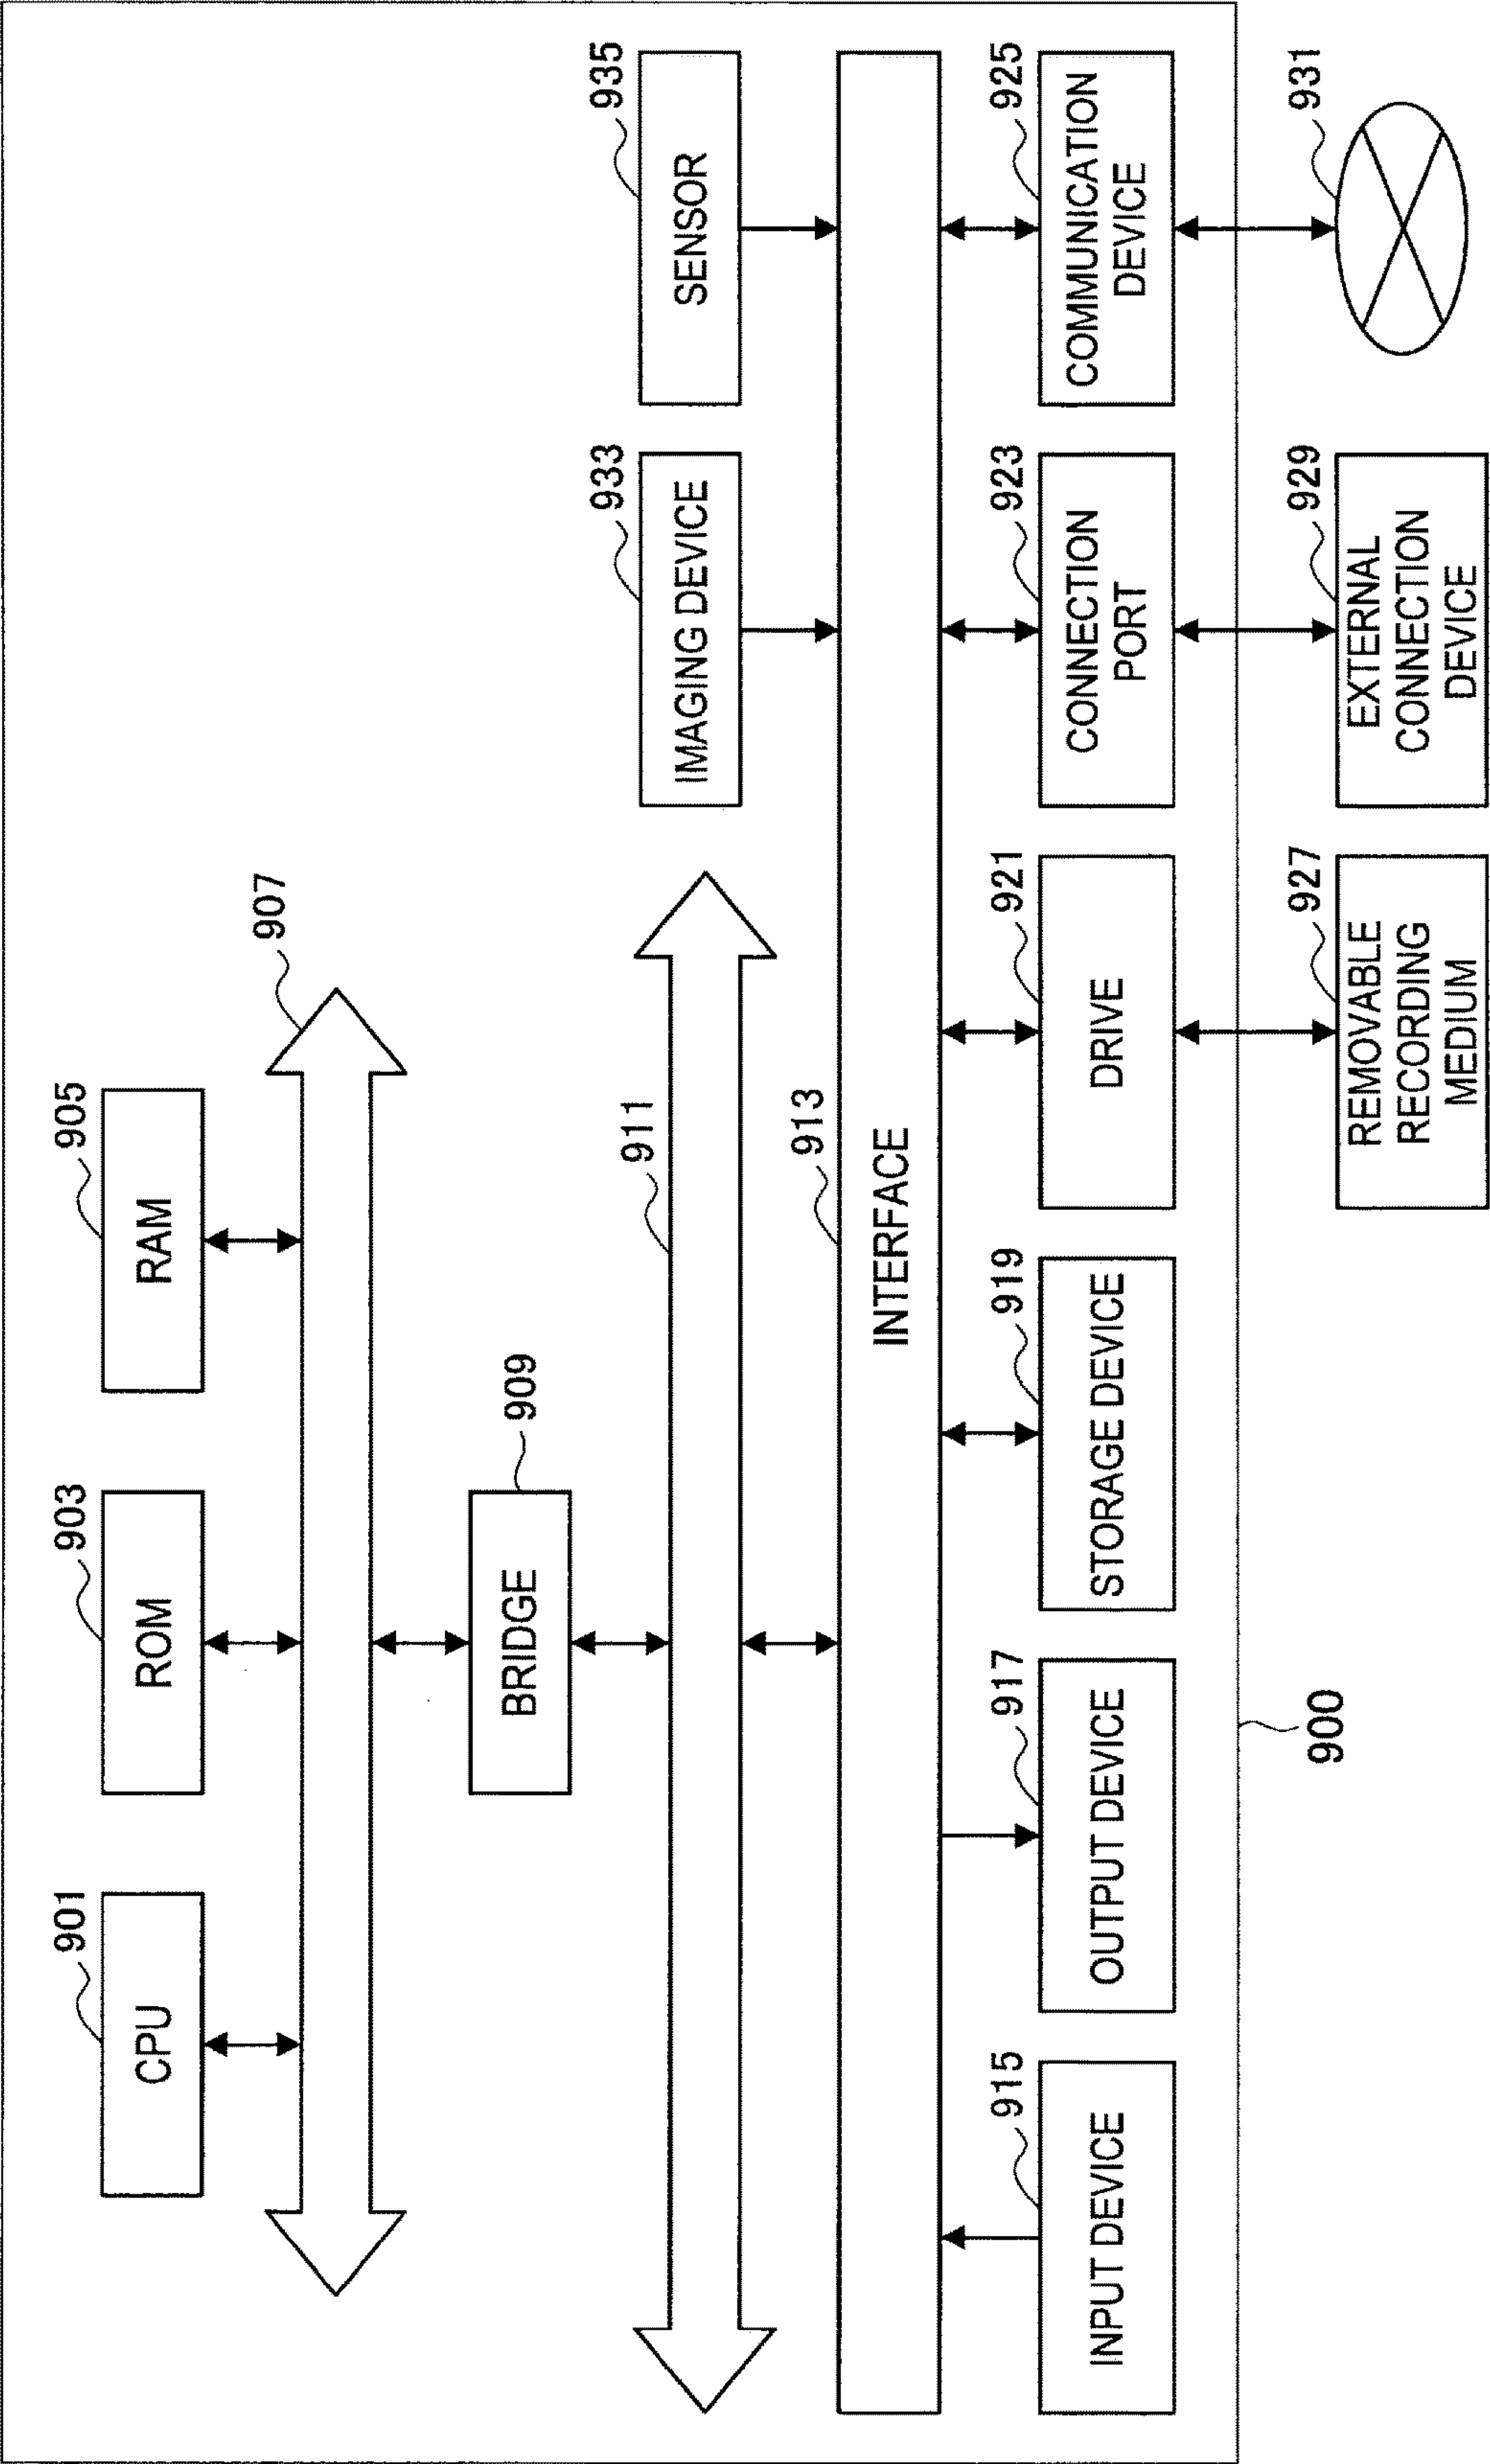 901
CPU
903
ROM
905
RAM
907
909
BRIDGE
911
933
IMAGING DEVICE
935
SENSOR
913
INTERFACE
915
INPUT DEVICE
917
OUTPUT DEVICE
919
STORAGE DEVICE
921
DRIVE
923
CONNECTION
PORT
925
COMMUNICATION
DEVICE
900
927
REMOVABLE
RECORDING
MEDIUM
929
EXTERNAL
CONNECTION
DEVICE
931